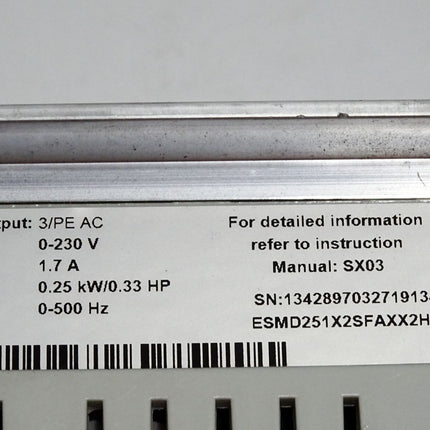 tput: 3/PE AC
0-230 V
1.7 A
0.25 kW/0.33 HP
0-500 Hz
For detailed information
refer to instruction
Manual: SX03
SN:1342897032719134
ESMD251X2SFAXX2H